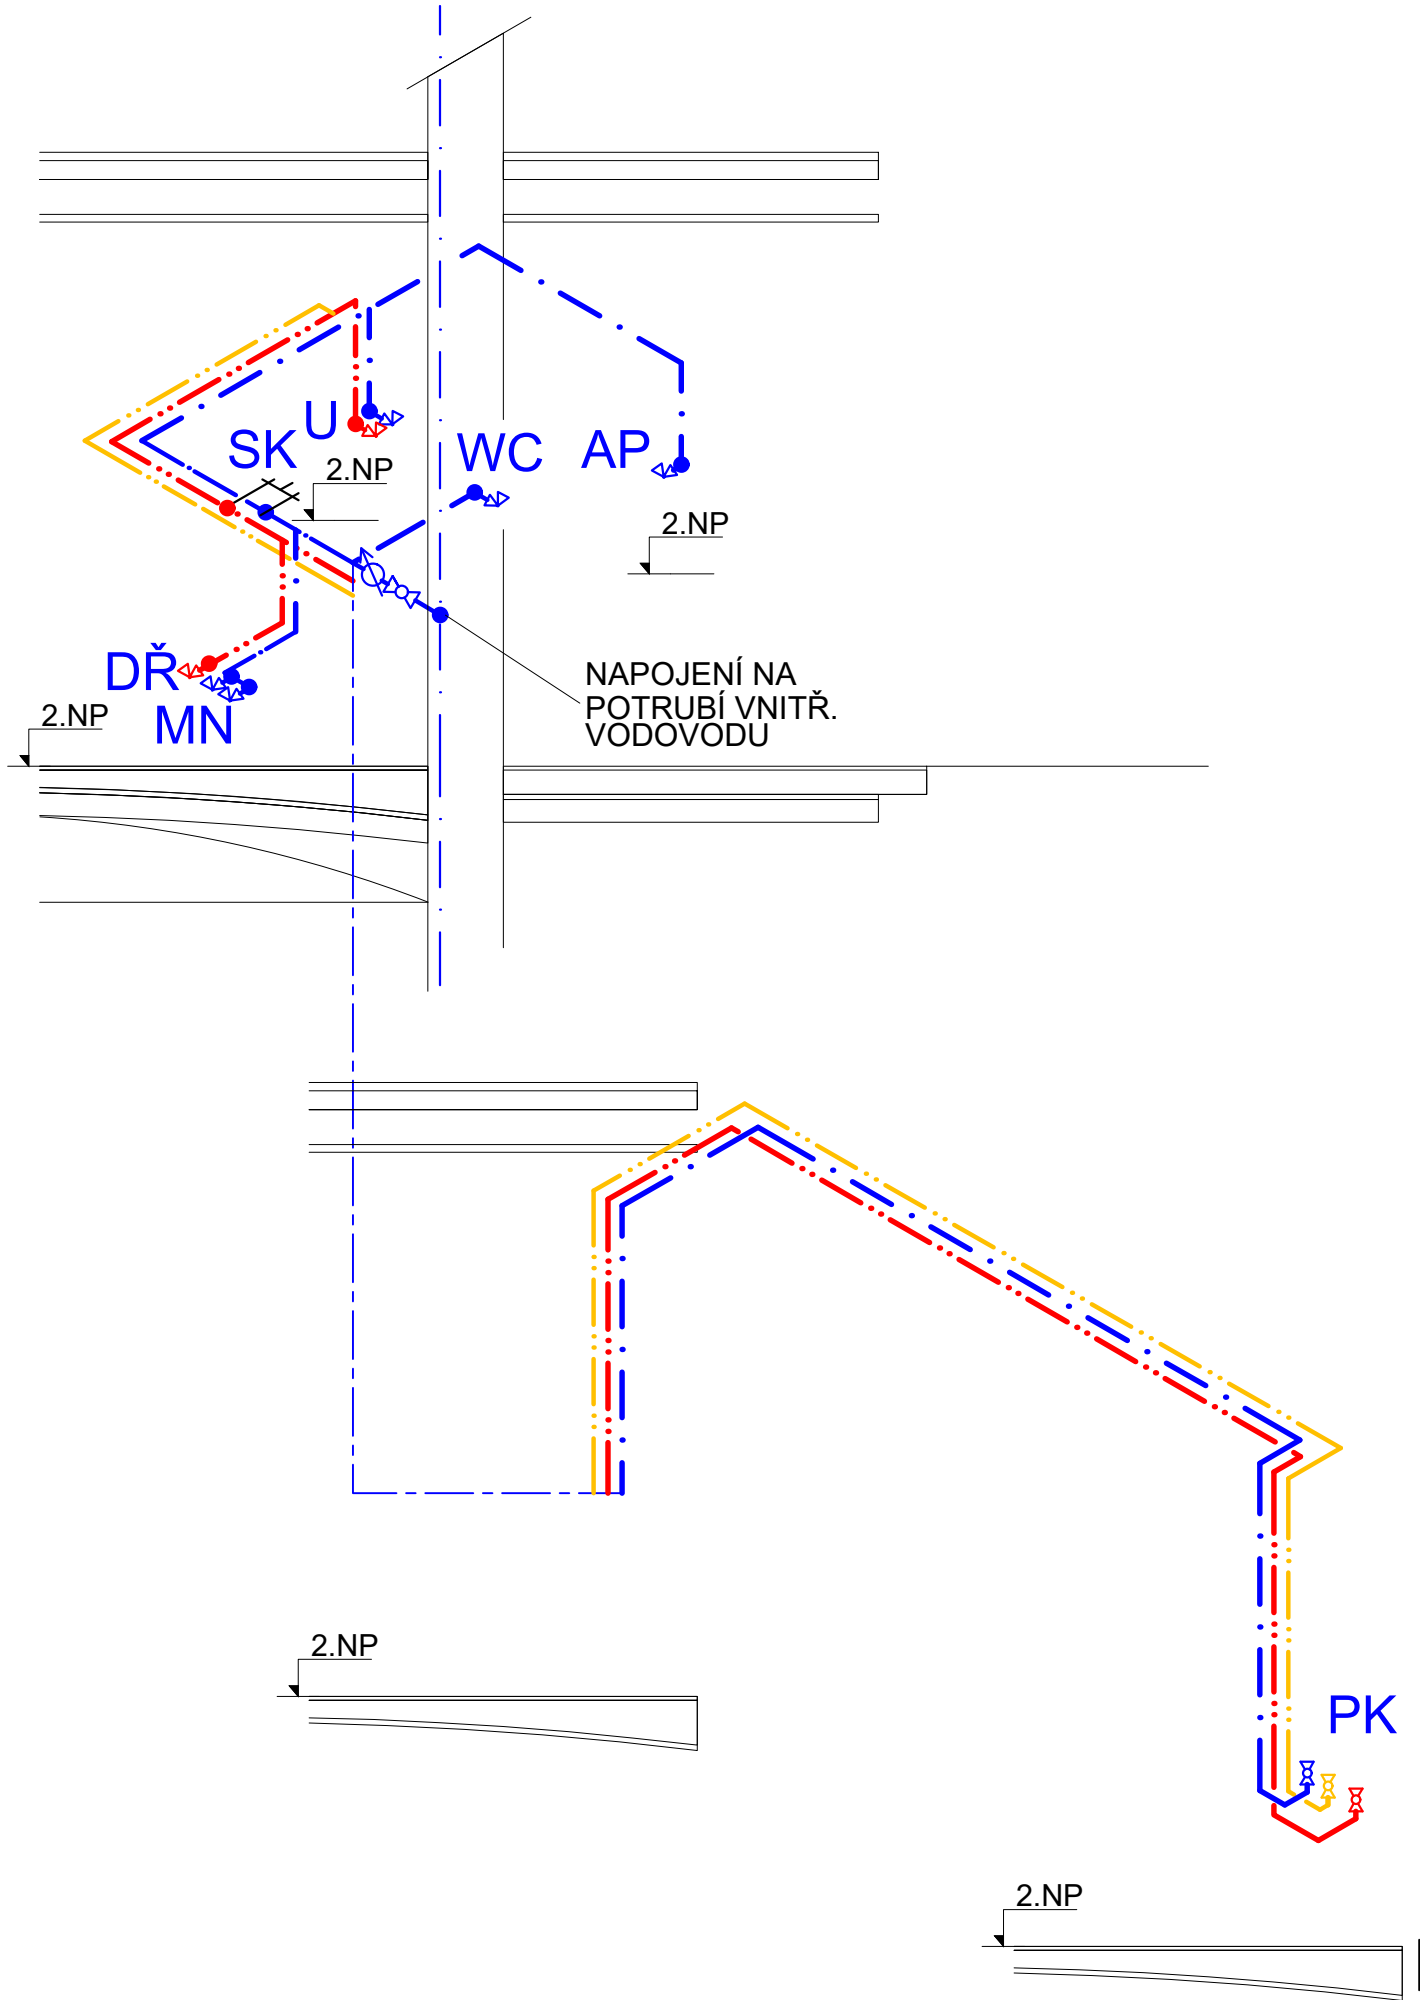 U
SK
WC
AP
2.NP
2.NP
DŘ
NAPOJENÍ NA
POTRUBÍ VNITŘ.
VODOVODU
2.NP
MN
2.NP
PK
2.NP